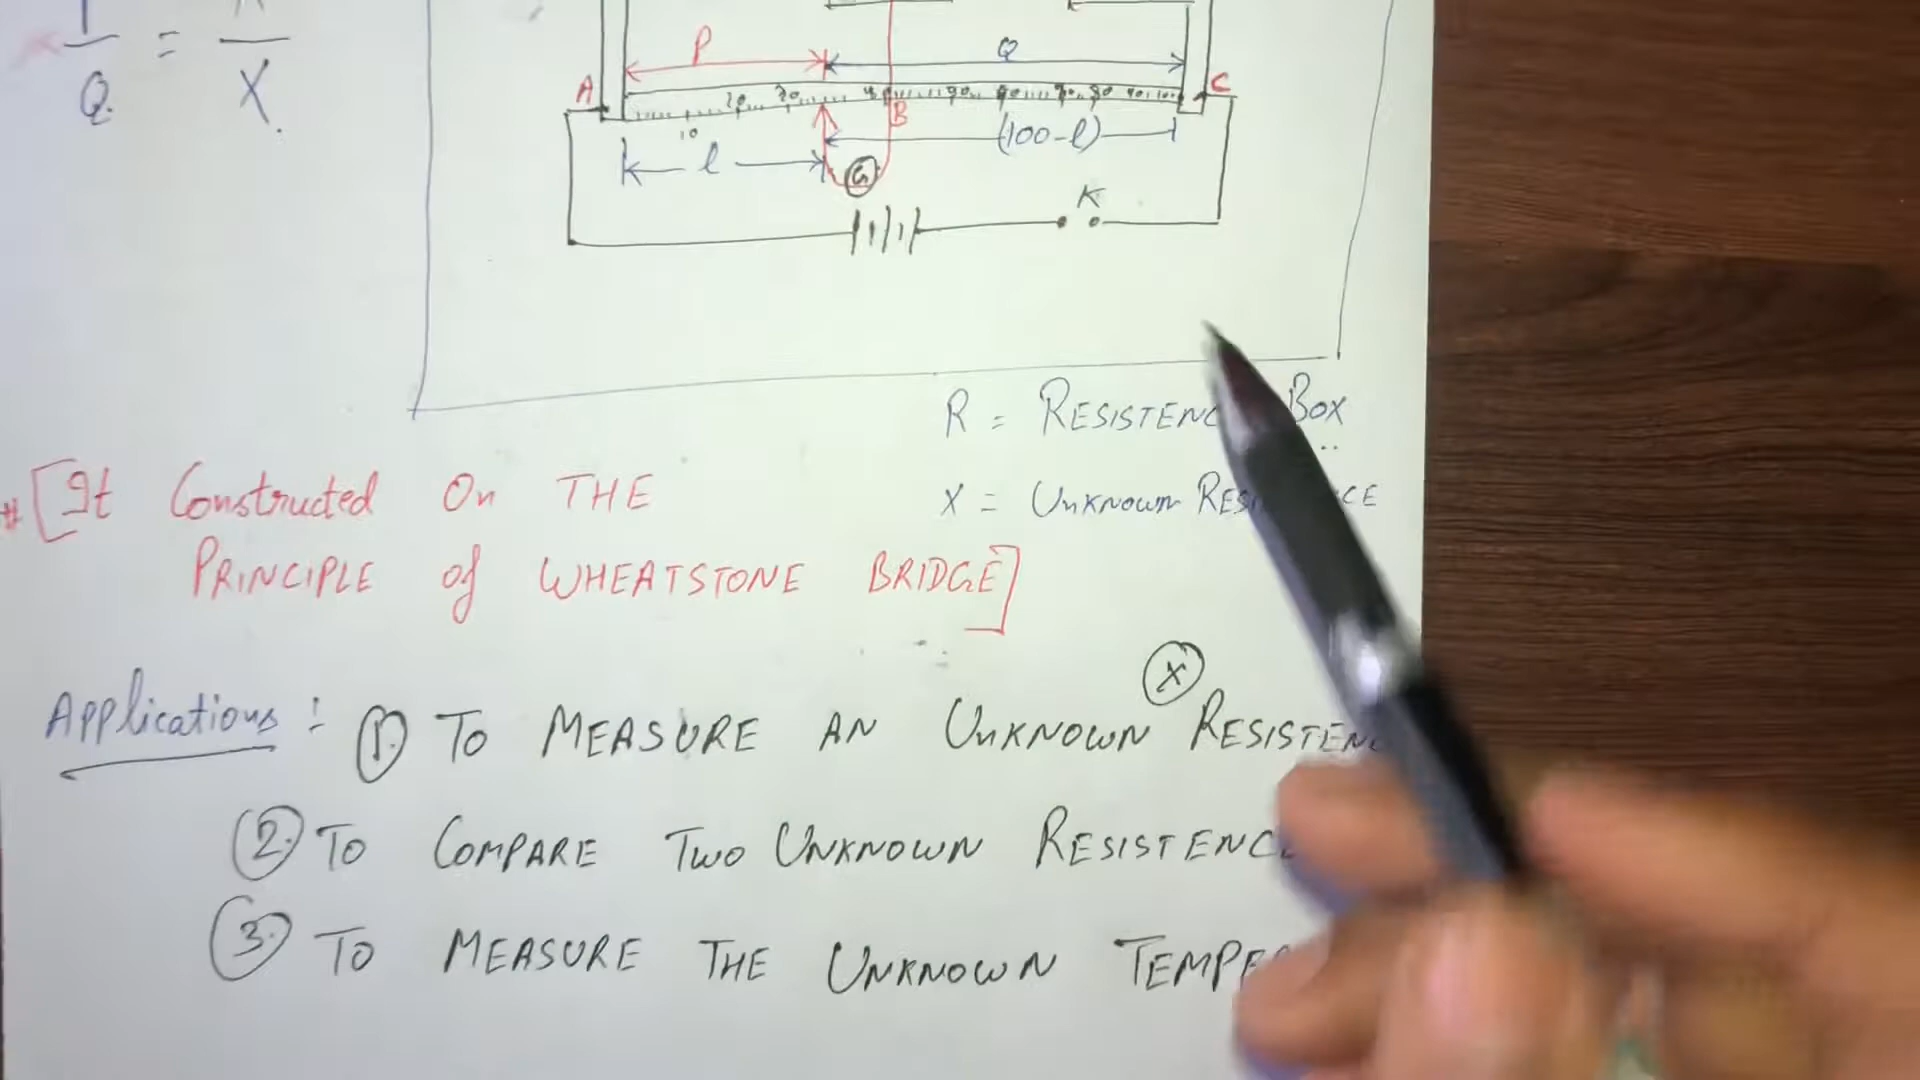 = 
Q. X.
P Q
A C
10 B
l (100-l)
G
K
R = RESISTENC BOX
# [It Constructed On THE
X = UNKNOWN RES CE
PRINCIPLE of WHEATSTONE BRIDGE]
X
Applications :- 1. TO MEASURE AN UNKNOWN RESISTEN
2. TO COMPARE TWO UNKNOWN RESISTENC
3. TO MEASURE THE UNKNOWN TEMPE